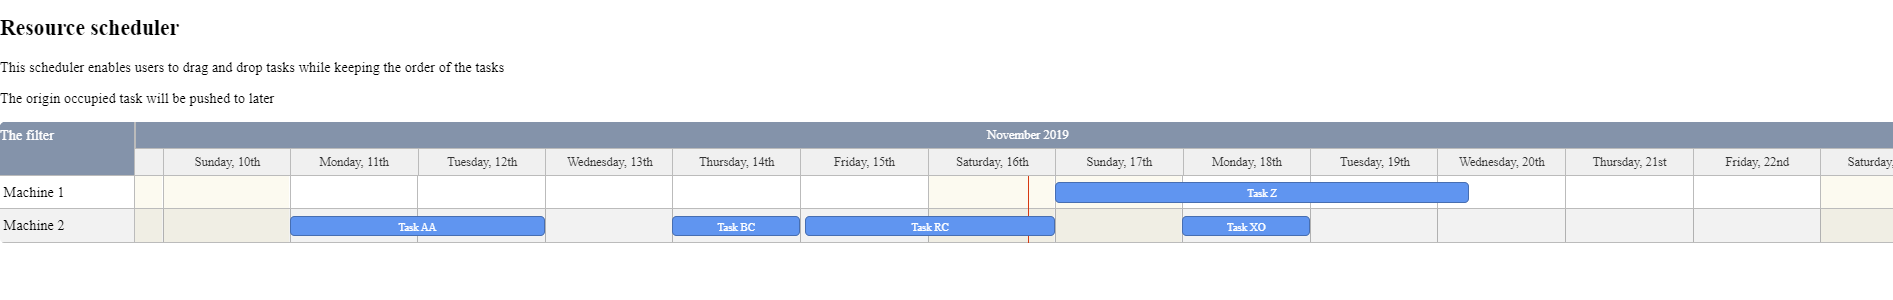 Resource scheduler
This scheduler enables users to drag and drop tasks while keeping the order of the tasks
The origin occupied task will be pushed to later
The filter
November 2019
Sunday, 10th Monday, 11th Tuesday, 12th Wednesday, 13th Thursday, 14th Friday, 15th Saturday, 16th Sunday, 17th Monday, 18th Tuesday, 19th Wednesday, 20th Thursday, 21st Friday, 22nd Saturday,
Machine 1 Task Z
Machine 2 Task AA Task BC Task RC Task XO